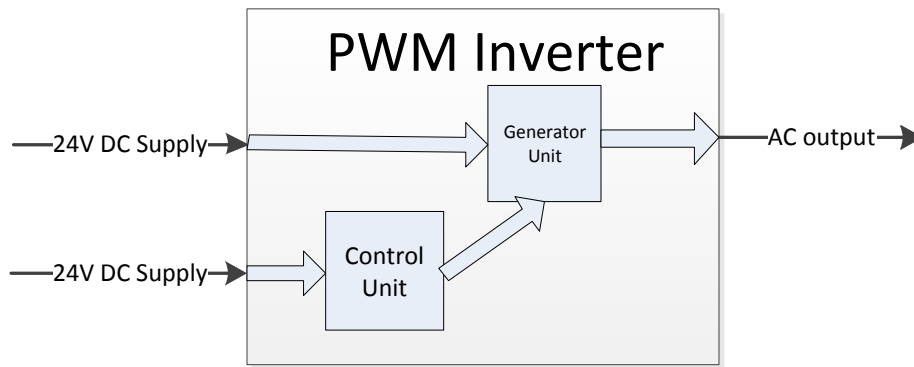 PWM Inverter
24V DC Supply
Generator
Unit
AC output
24V DC Supply
Control
Unit